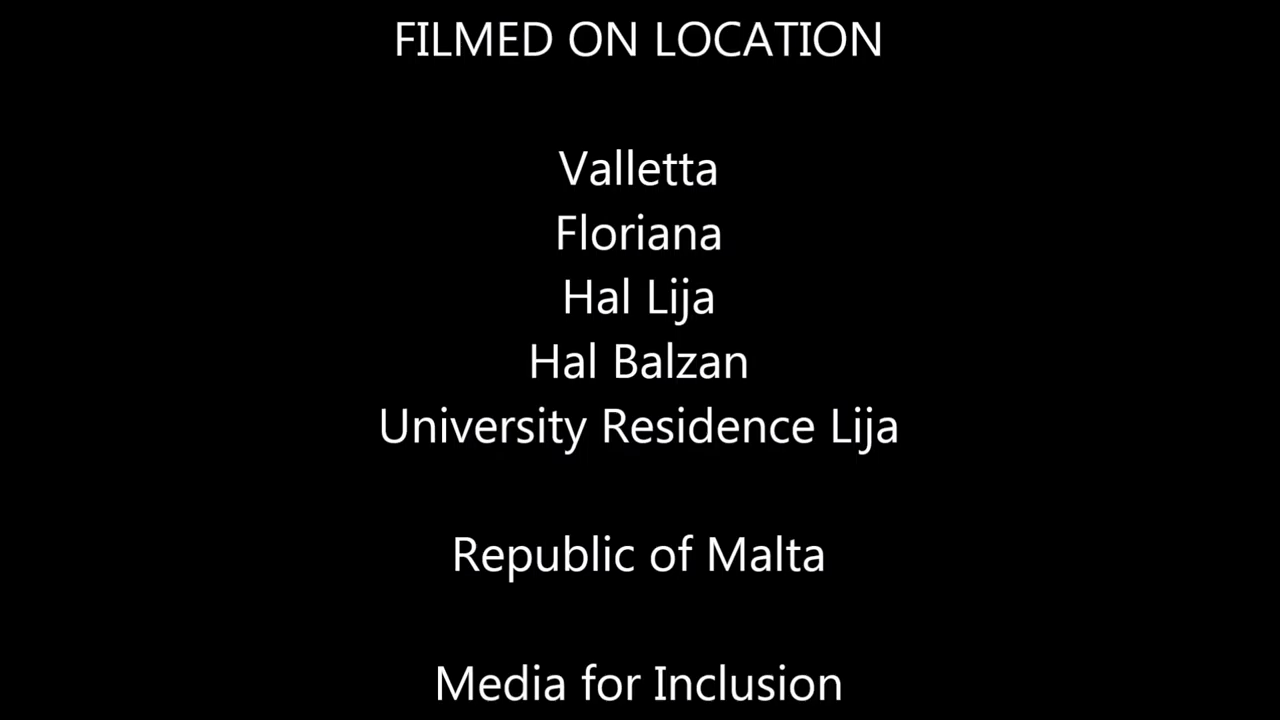 FILMED ON LOCATION
Valletta
Floriana
Hal Lija
Hal Balzan
University Residence Lija
Republic of Malta
Media for Inclusion